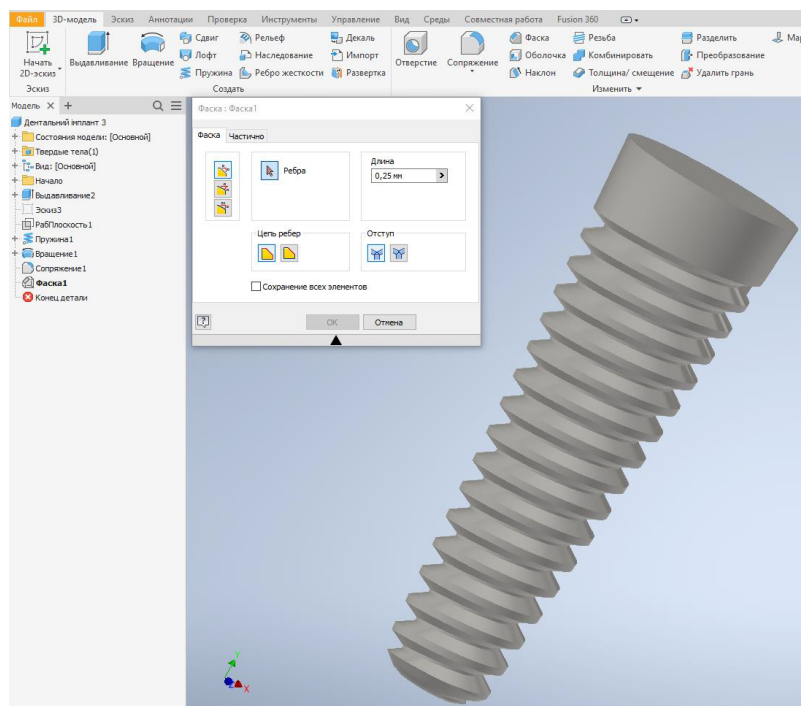 Файл 3D-модель Эскиз Аннотации Проверка Инструменты Управление Вид Среды Совместная работа Fusion 360
Начать
2D-эскиз
Выдавливание
Вращение
Сдвиг
Рельеф
Декаль
Лофт
Наследование
Импорт
Пружина
Ребро жесткости
Развертка
Отверстие
Сопряжение
Фаска
Резьба
Разделить
Оболочка
Комбинировать
Преобразование
Наклон
Толщина/ смещение
Удалить грань
Эскиз
Создать
Изменить
Модель
Дентальний імплант 3
Состояния модели: [Основной]
Твердые тела(1)
Вид: [Основной]
Начало
Выдавливание2
Эскиз3
РабПлоскость1
Пружина1
Вращение1
Сопряжение1
Фаска1
Конец детали
Фаска : Фаска1
Фаска Частично
Ребра
Длина
0,25 мм
Цепь ребер
Отступ
Сохранение всех элементов
ОК Отмена
Y
Z
X